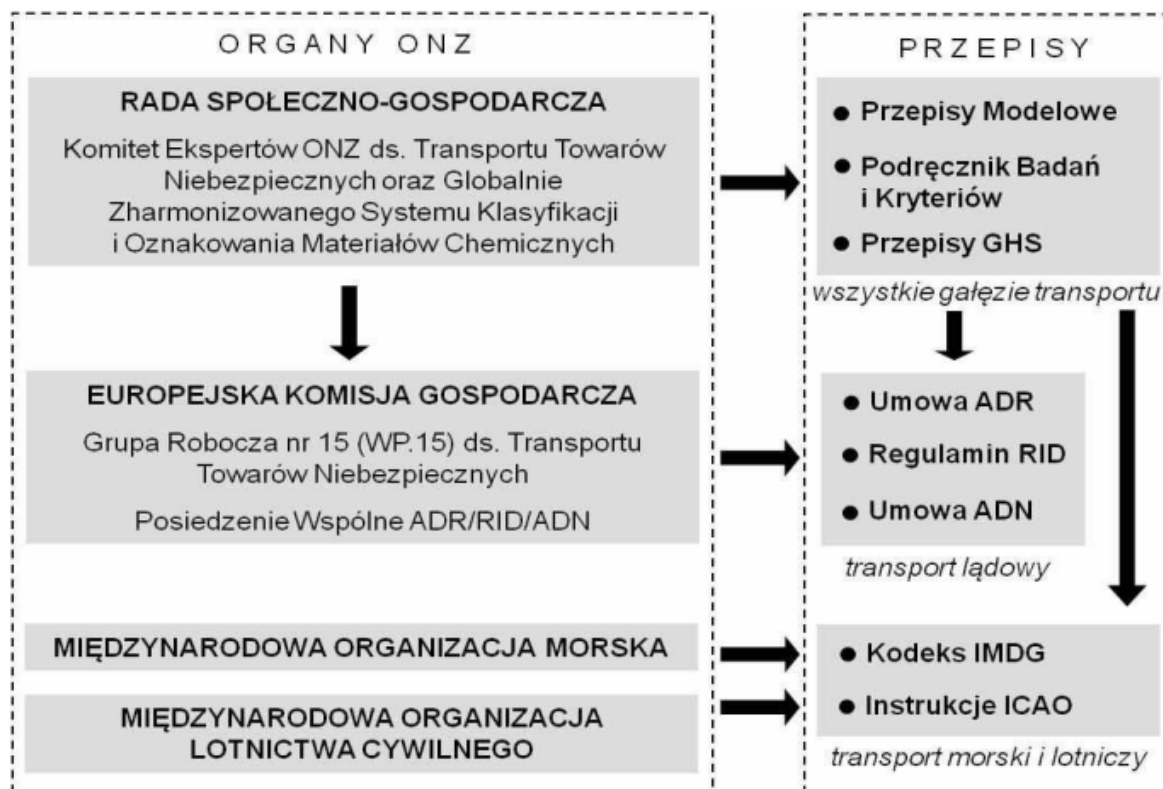 ORGANY ONZ
RADA SPOŁECZNO-GOSPODARCZA
Komitet Ekspertów ONZ ds. Transportu Towarów
Niebezpiecznych oraz Globalnie
Zharmonizowanego Systemu Klasyfikacji
i Oznakowania Materiałów Chemicznych
EUROPEJSKA KOMISJA GOSPODARCZA
Grupa Robocza nr 15 (WP.15) ds. Transportu
Towarów Niebezpiecznych
Posiedzenie Wspólne ADR/RID/ADN
MIĘDZYNARODOWA ORGANIZACJA MORSKA
MIĘDZYNARODOWA ORGANIZACJA
LOTNICTWA CYWILNEGO
PRZEPISY
● Przepisy Modelowe
● Podręcznik Badań
i Kryteriów
● Przepisy GHS
wszystkie gałęzie transportu
● Umowa ADR
● Regulamin RID
● Umowa ADN
transport lądowy
● Kodeks IMDG
● Instrukcje ICAO
transport morski i lotniczy